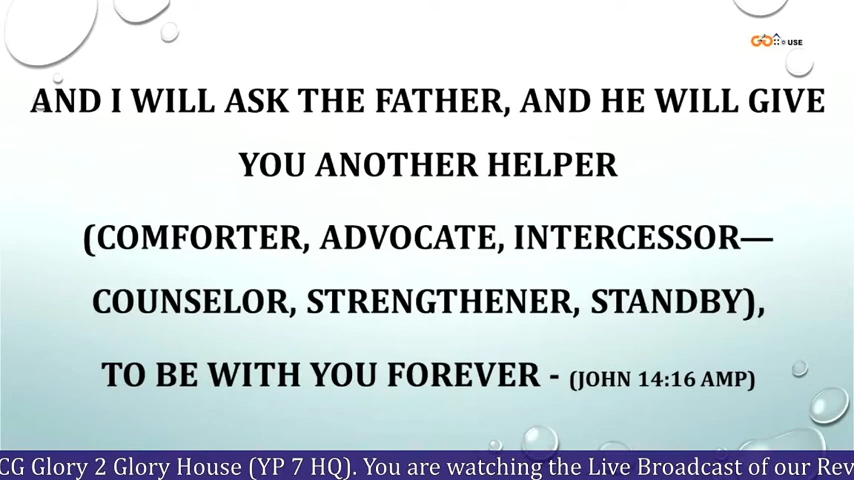 GO House
AND I WILL ASK THE FATHER, AND HE WILL GIVE
YOU ANOTHER HELPER
(COMFORTER, ADVOCATE, INTERCESSOR—
COUNSELOR, STRENGTHENER, STANDBY),
TO BE WITH YOU FOREVER - (JOHN 14:16 AMP)
CG Glory 2 Glory House (YP 7 HQ). You are watching the Live Broadcast of our Rev